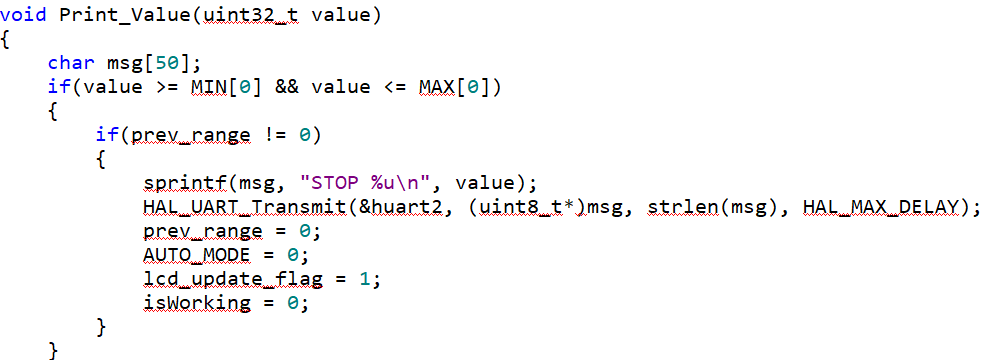 void Print_Value(uint32_t value)
{
    char msg[50];
    if(value >= MIN[0] && value <= MAX[0])
    {
        if(prev_range != 0)
        {
            sprintf(msg, "STOP %u\n", value);
            HAL_UART_Transmit(&huart2, (uint8_t*)msg, strlen(msg), HAL_MAX_DELAY);
            prev_range = 0;
            AUTO_MODE = 0;
            lcd_update_flag = 1;
            isWorking = 0;
        }
    }